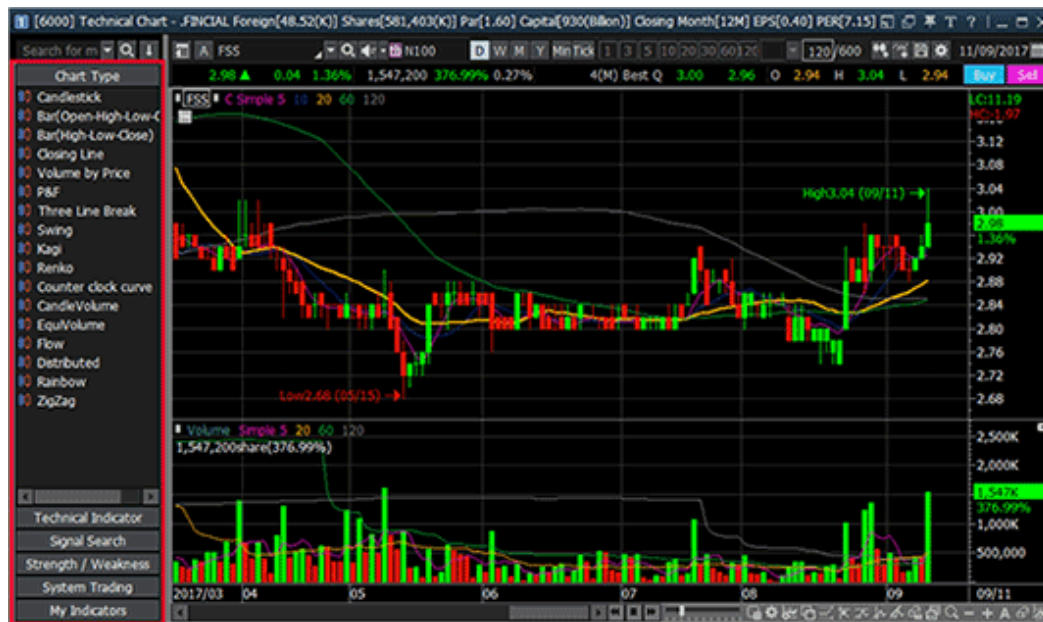 1 [6000] Technical Chart - .FINCIAL Foreign[48.52(K)] Shares[581,403(K)] Par[1.60] Capital[930(Billion)] Closing Month[12M] EPS[0.40] PER[7.15] T ?
Search for m A FSS N100 D W M Y Min Tick 1 3 5 10 20 30 60 120 120/600 11/09/2017
Chart Type 2.98 ▲ 0.04 1.36% 1,547,200 376.99% 0.27% 4(M) Best Q 3.00 2.96 O 2.94 H 3.04 L 2.94 Buy Sell
FSS C Simple 5 10 20 60 120
LC:11.19
HC:-1.97
Candlestick
Bar(Open-High-Low-C
Bar(High-Low-Close)
Closing Line
Volume by Price
P&F
Three Line Break
Swing
Kagi
Renko
Counter clock curve
CandleVolume
EquiVolume
Flow
Distributed
Rainbow
ZigZag
High3.04 (09/11) →
Low2.68 (05/15) →
3.12
3.08
3.04
3.00
2.98
1.36%
2.92
2.88
2.84
2.80
2.76
2.72
2.68
Volume Simple 5 20 60 120
1,547,200share(376.99%)
2,500K
2,000K
1,547K
376.99%
1,000K
500,000
Technical Indicator
Signal Search
Strength / Weakness
System Trading
My Indicators
2017/03 04 05 06 07 08 09 09/11